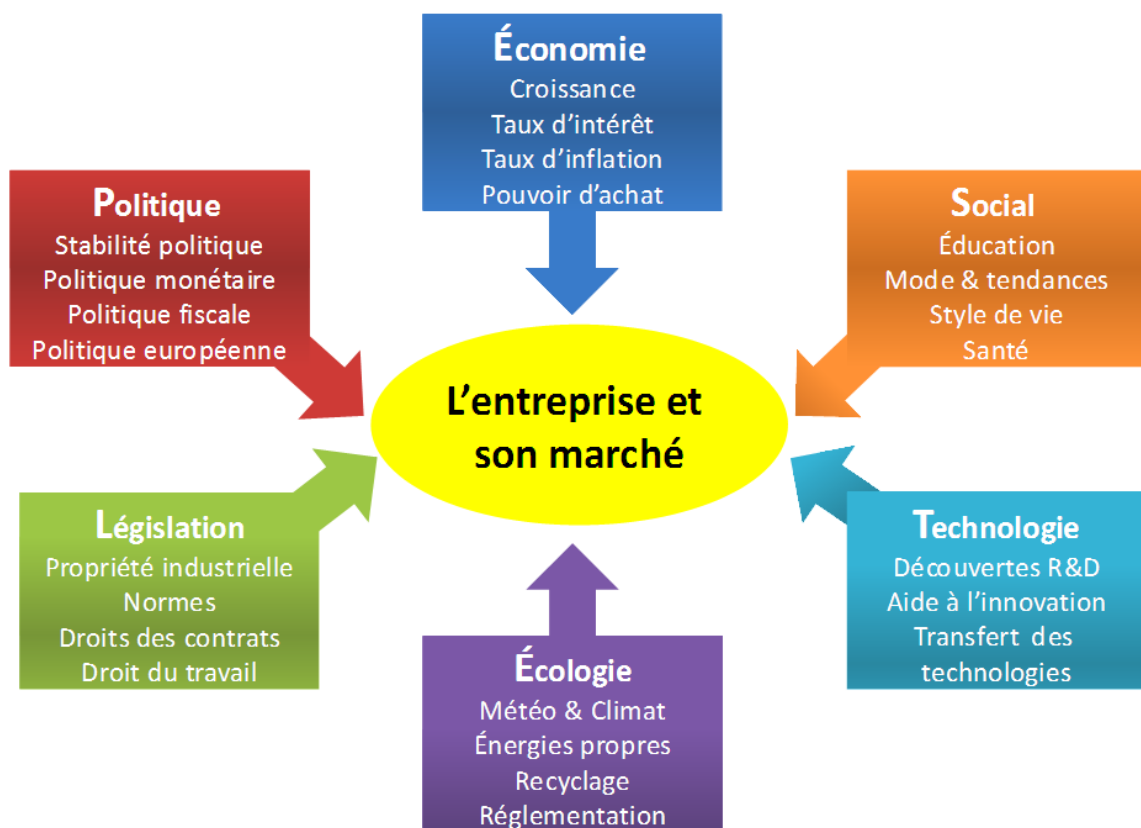 Économie
Croissance
Taux d’intérêt
Taux d’inflation
Pouvoir d’achat
Politique
Stabilité politique
Politique monétaire
Politique fiscale
Politique européenne
Social
Éducation
Mode & tendances
Style de vie
Santé
L’entreprise et
son marché
Législation
Propriété industrielle
Normes
Droits des contrats
Droit du travail
Technologie
Découvertes R&D
Aide à l’innovation
Transfert des
technologies
Écologie
Météo & Climat
Énergies propres
Recyclage
Réglementation